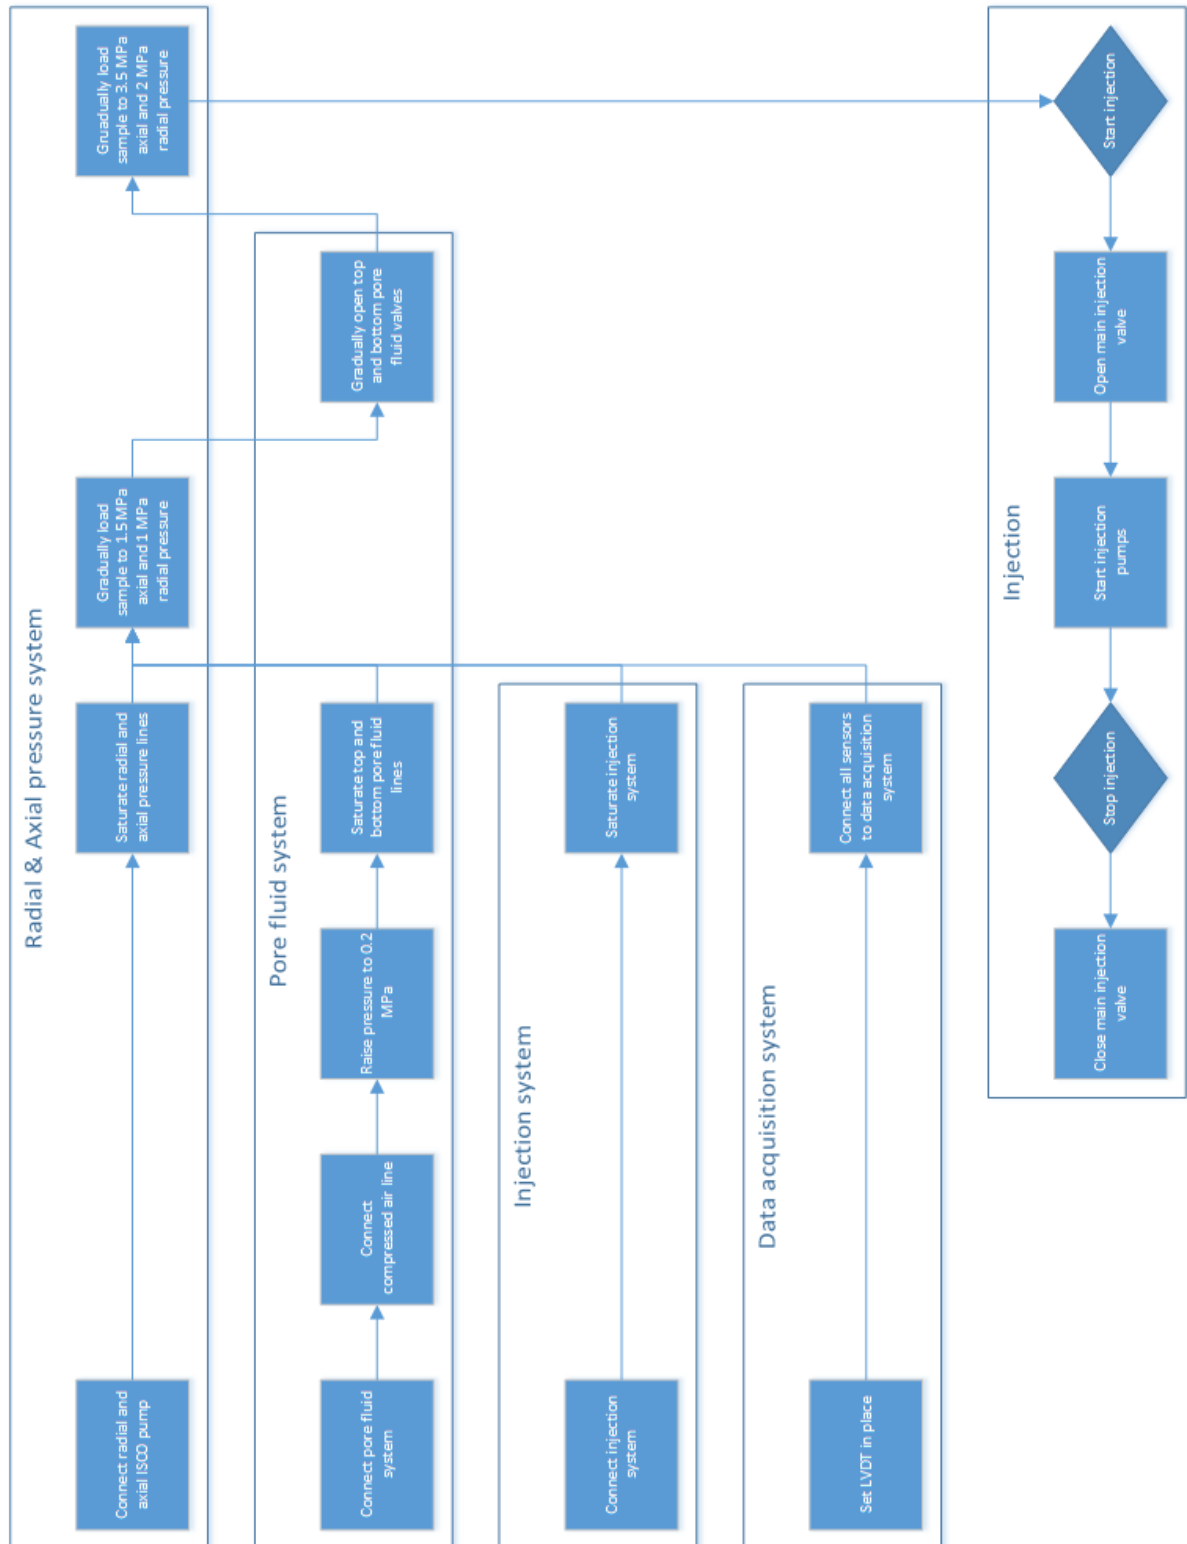 Radial & Axial pressure system
Connect radial and
axial ISCO pump
Saturate radial and
axial pressure lines
Gradually load
sample to 1.5 MPa
axial and 1 MPa
radial pressure
Gruadually load
sample to 3.5 MPa
axial and 2 MPa
radial pressure
Pore fluid system
Connect pore fluid
system
Connect
compressed air line
Raise pressure to 0.2
MPa
Saturate top and
bottom pore fluid
lines
Gradually open top
and bottom pore
fluid valves
Injection system
Connect injection
system
Saturate injection
system
Data acquisition system
Set LVDT in place
Connect all sensors
to data acquisition
system
Injection
Start injection
Open main injection
valve
Start injection
pumps
Stop injection
Close main injection
valve